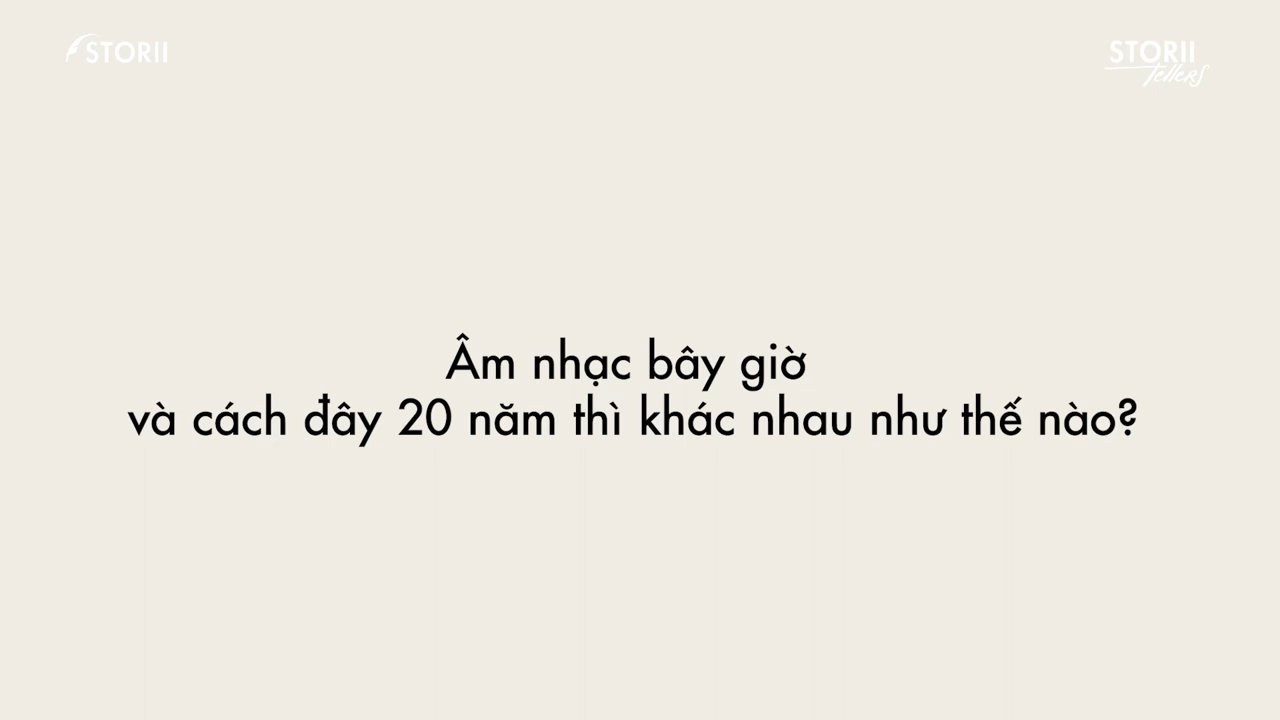 STORII
STORII
Tellers
Âm nhạc bây giờ
và cách đây 20 năm thì khác nhau như thế nào?